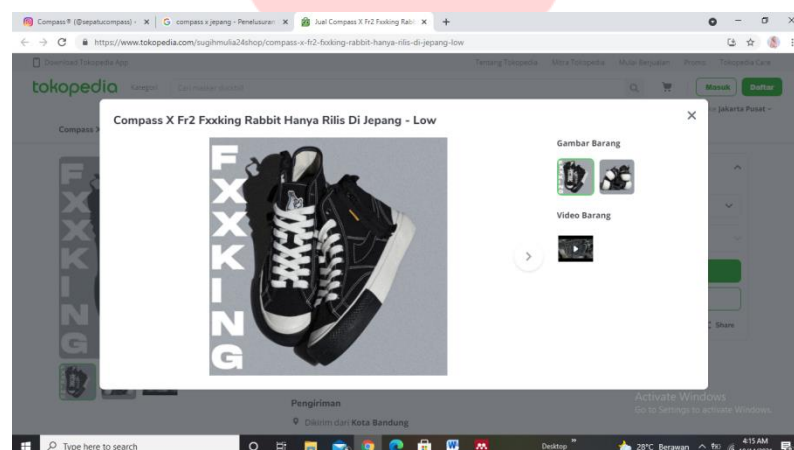 Compass® (@sepatucompass) •
compass x jepang - Penelusuran
Jual Compass X Fr2 Fxxking Rabb
https://www.tokopedia.com/sugihmulia24shop/compass-x-fr2-fxxking-rabbit-hanya-rilis-di-jepang-low
Download Tokopedia App
Tentang Tokopedia Mitra Tokopedia Mulai Berjualan Promo Tokopedia Care
tokopedia
Kategori
Masuk
Daftar
Jakarta Pusat
Compass X
Compass X Fr2 Fxxking Rabbit Hanya Rilis Di Jepang - Low
Gambar Barang
Video Barang
FXXKING
FXXKING
Share
Pengiriman
Dikirim dari Kota Bandung
Activate Windows
Go to Settings to activate Windows.
Type here to search
Desktop
28°C Berawan
4:15 AM